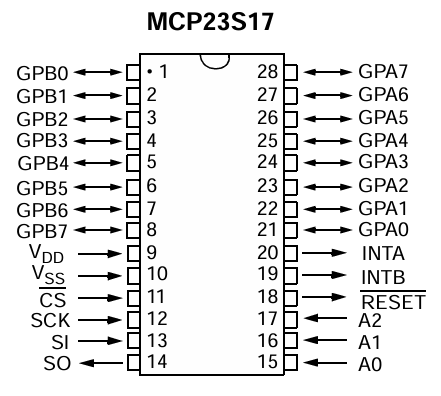 MCP23S17
GPB0 1 28 GPA7
GPB1 2 27 GPA6
GPB2 3 26 GPA5
GPB3 4 25 GPA4
GPB4 5 24 GPA3
GPB5 6 23 GPA2
GPB6 7 22 GPA1
GPB7 8 21 GPA0
VDD 9 20 INTA
VSS 10 19 INTB
CS 11 18 RESET
SCK 12 17 A2
SI 13 16 A1
SO 14 15 A0